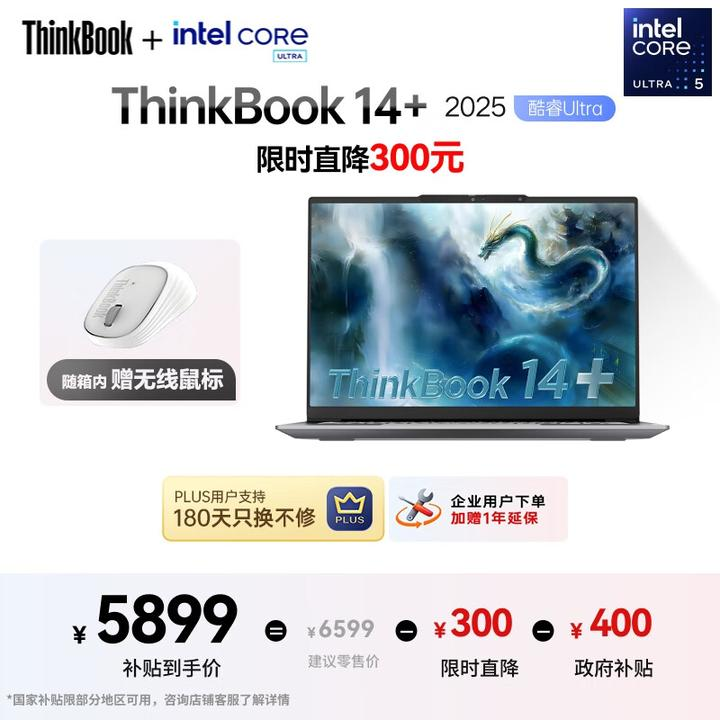 ThinkBook + intel CORE ULTRA
intel CORE ULTRA 5
ThinkBook 14+ 2025 酷睿Ultra
限时直降300元
ThinkBook 14+
随箱内 赠无线鼠标
PLUS用户支持
180天只换不修
PLUS
企业用户下单
加赠1年延保
¥5899 = ¥6599 - ¥300 - ¥400
补贴到手价 建议零售价 限时直降 政府补贴
*国家补贴限部分地区可用，咨询店铺客服了解详情